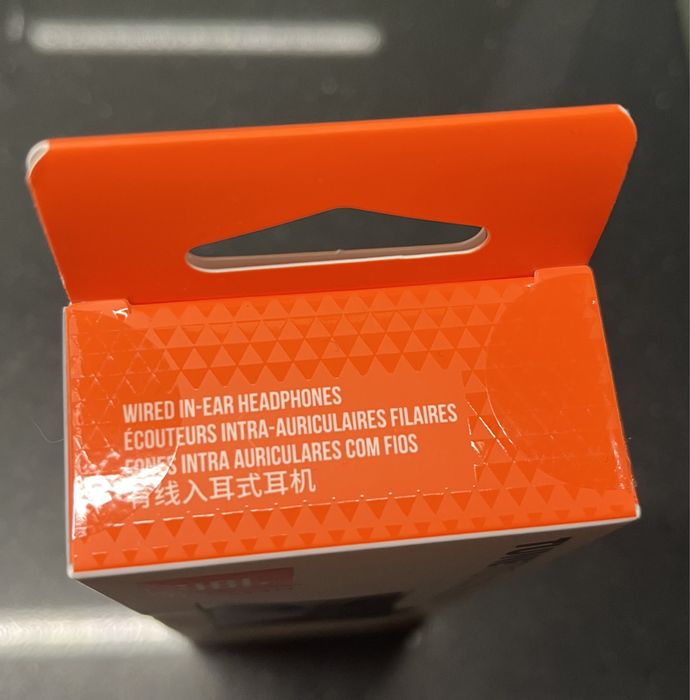 WIRED IN-EAR HEADPHONES
ÉCOUTEURS INTRA-AURICULAIRES FILAIRES
FONES INTRA AURICULARES COM FIOS
有线入耳式耳机
JBL